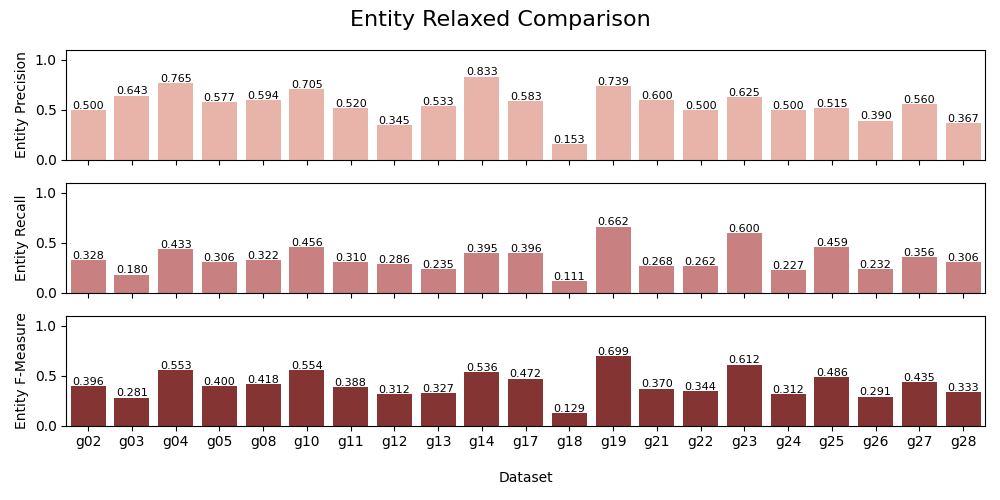 Entity Relaxed Comparison
Entity Precision
1.0
0.5
0.0
0.500 0.643 0.765 0.577 0.594 0.705 0.520 0.345 0.533 0.833 0.583 0.153 0.739 0.600 0.500 0.625 0.500 0.515 0.390 0.560 0.367
Entity Recall
1.0
0.5
0.0
0.328 0.180 0.433 0.306 0.322 0.456 0.310 0.286 0.235 0.395 0.396 0.111 0.662 0.268 0.262 0.600 0.227 0.459 0.232 0.356 0.306
Entity F-Measure
1.0
0.5
0.0
0.396 0.281 0.553 0.400 0.418 0.554 0.388 0.312 0.327 0.536 0.472 0.129 0.699 0.370 0.344 0.612 0.312 0.486 0.291 0.435 0.333
g02 g03 g04 g05 g08 g10 g11 g12 g13 g14 g17 g18 g19 g21 g22 g23 g24 g25 g26 g27 g28
Dataset